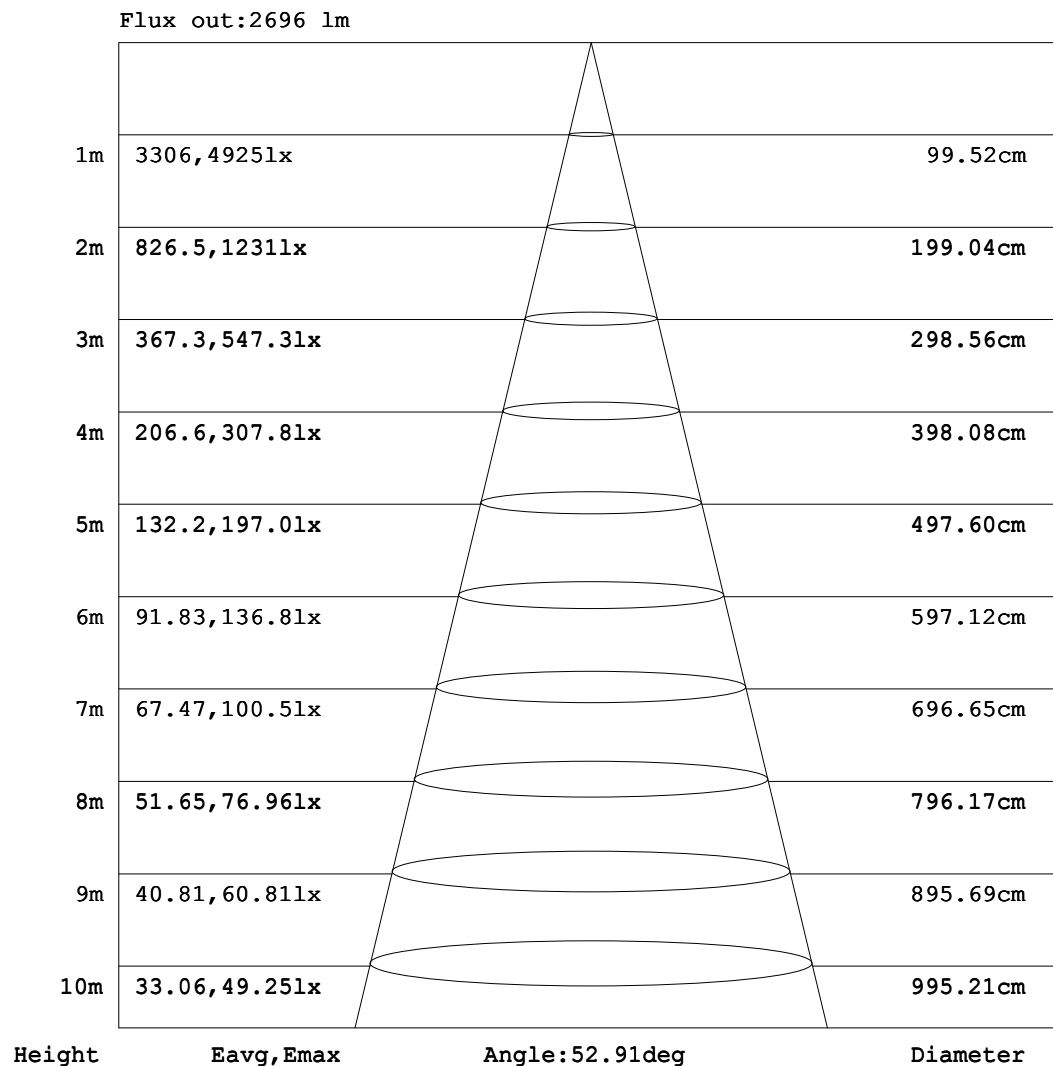 Flux out:2696 lm
1m 3306,4925lx 99.52cm
2m 826.5,1231lx 199.04cm
3m 367.3,547.3lx 298.56cm
4m 206.6,307.8lx 398.08cm
5m 132.2,197.0lx 497.60cm
6m 91.83,136.8lx 597.12cm
7m 67.47,100.5lx 696.65cm
8m 51.65,76.96lx 796.17cm
9m 40.81,60.81lx 895.69cm
10m 33.06,49.25lx 995.21cm
Height Eavg,Emax Angle:52.91deg Diameter